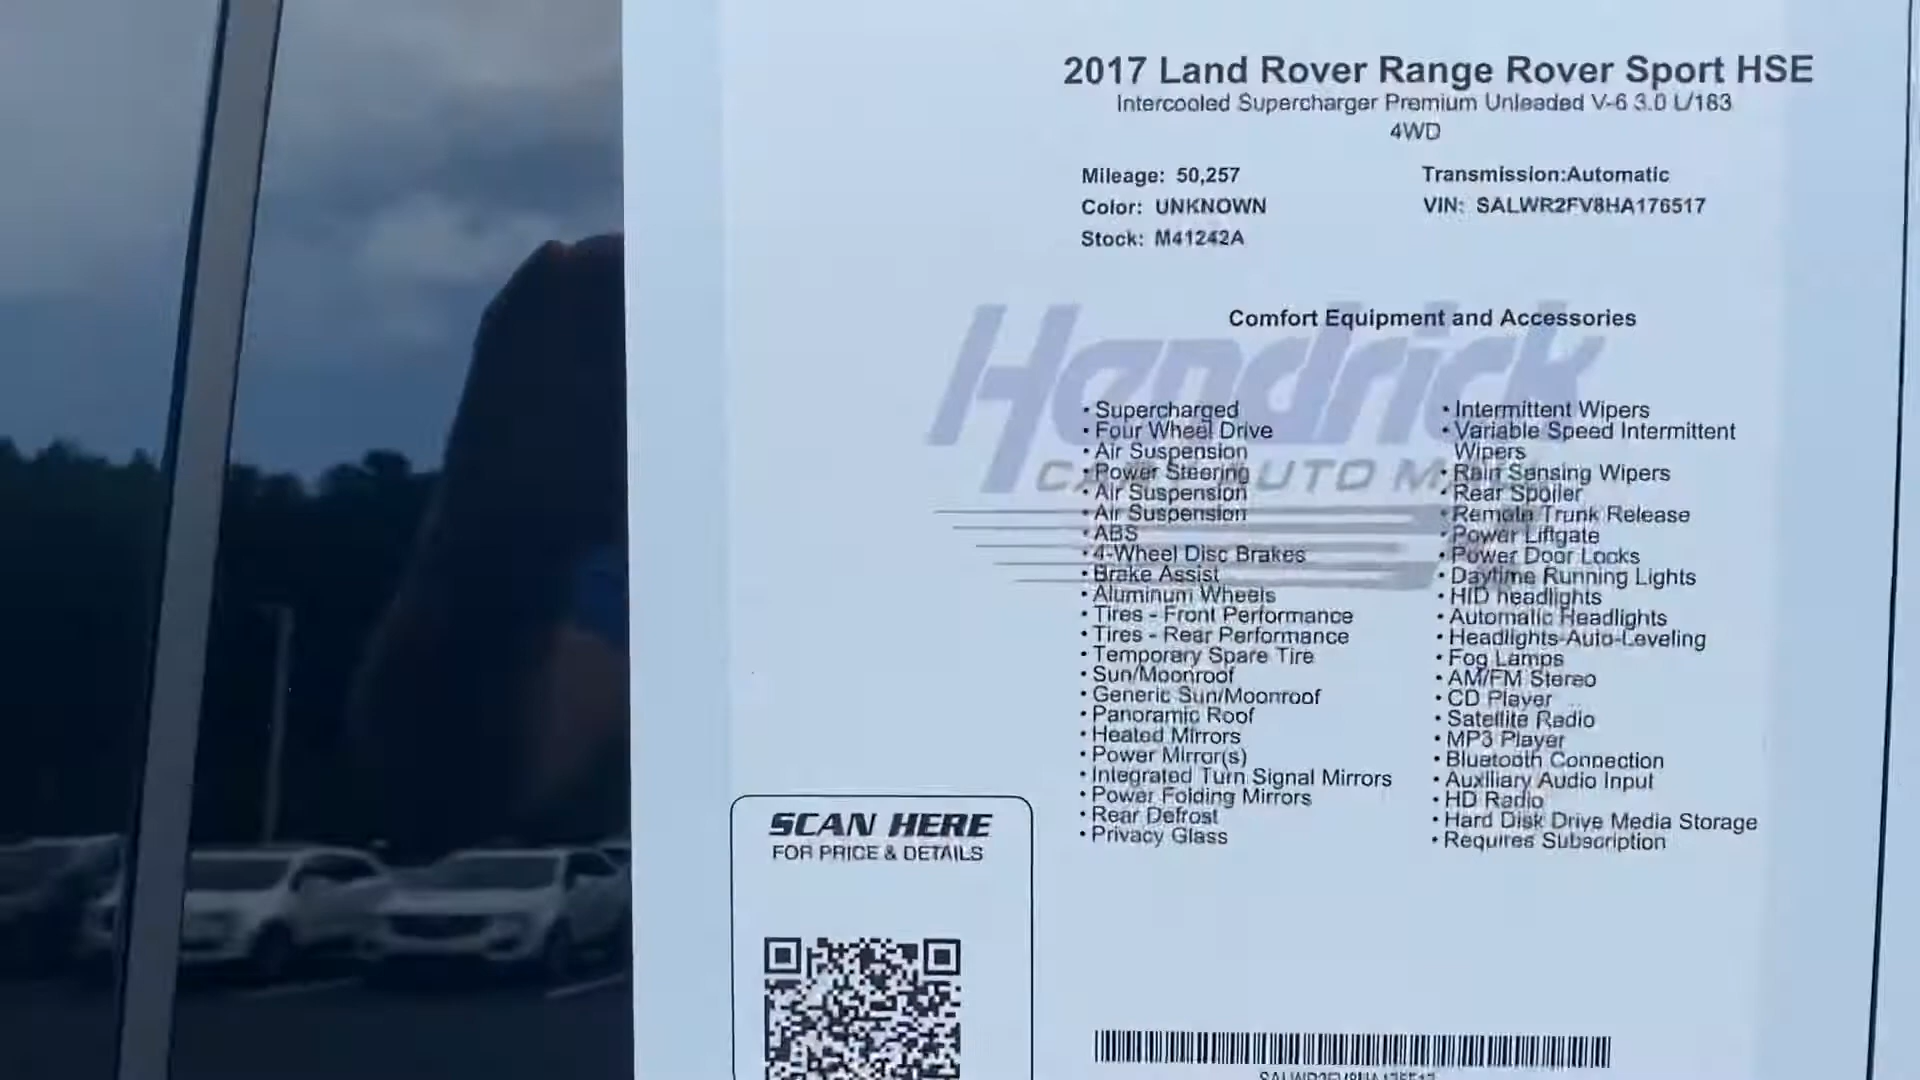 2017 Land Rover Range Rover Sport HSE
Intercooled Supercharger Premium Unleaded V-6 3.0 L/183
4WD
Mileage: 50,257
Transmission:Automatic
Color: UNKNOWN
VIN: SALWR2FV8HA176517
Stock: M41242A
Comfort Equipment and Accessories
Hendrick
• Supercharged
• Four Wheel Drive
• Air Suspension
• Power Steering
• Air Suspension
• Air Suspension
• ABS
• 4-Wheel Disc Brakes
• Brake Assist
• Aluminum Wheels
• Tires - Front Performance
• Tires - Rear Performance
• Temporary Spare Tire
• Sun/Moonroof
• Generic Sun/Moonroof
• Panoramic Roof
• Heated Mirrors
• Power Mirror(s)
• Integrated Turn Signal Mirrors
• Power Folding Mirrors
• Rear Defrost
• Privacy Glass
• Intermittent Wipers
• Variable Speed Intermittent
Wipers
• Rain Sensing Wipers
• Rear Spoiler
• Remote Trunk Release
• Power Liftgate
• Power Door Locks
• Daytime Running Lights
• HID headlights
• Automatic Headlights
• Headlights-Auto-Leveling
• Fog Lamps
• AM/FM Stereo
• CD Player
• Satellite Radio
• MP3 Player
• Bluetooth Connection
• Auxiliary Audio Input
• HD Radio
• Hard Disk Drive Media Storage
• Requires Subscription
SCAN HERE
FOR PRICE & DETAILS